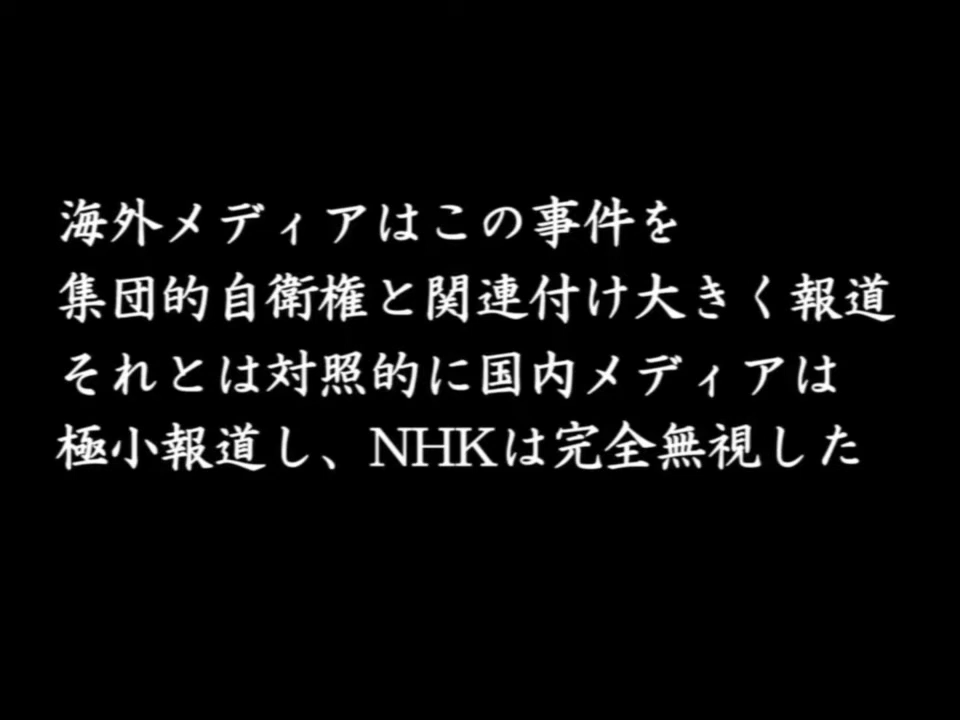 海外メディアはこの事件を
集団的自衛権と関連付け大きく報道
それとは対照的に国内メディアは
極小報道し、NHKは完全無視した